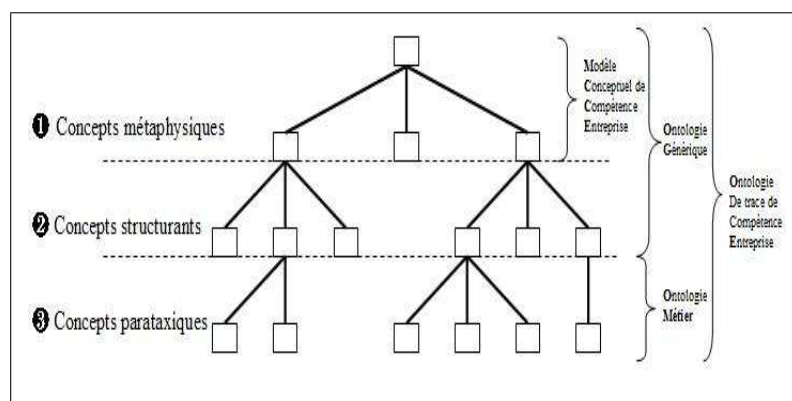 ❶ Concepts métaphysiques
❷ Concepts structurants
❸ Concepts parataxiques
Modèle
Conceptuel de
Compétence
Entreprise
Ontologie
Générique
Ontologie
Métier
Ontologie
De trace de
Compétence
Entreprise